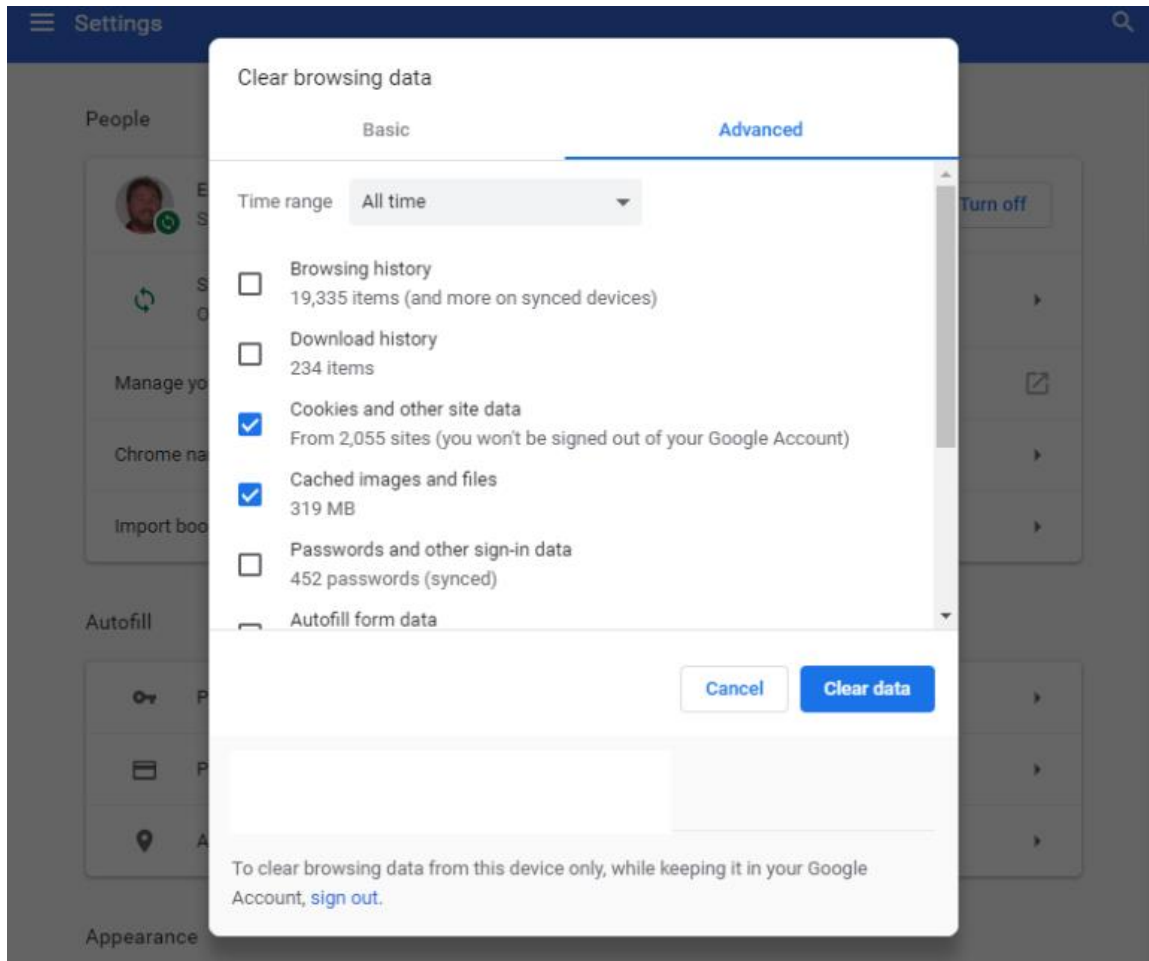 Settings
Clear browsing data
People
Basic
Advanced
E
Time range
All time
S
Turn off
Browsing history
S
19,335 items (and more on synced devices)
O
Download history
234 items
Manage yo
Cookies and other site data
From 2,055 sites (you won't be signed out of your Google Account)
Chrome na
Cached images and files
319 MB
Import boo
Passwords and other sign-in data
452 passwords (synced)
Autofill
Autofill form data
P
Cancel
Clear data
P
A
To clear browsing data from this device only, while keeping it in your Google
Account, sign out.
Appearance